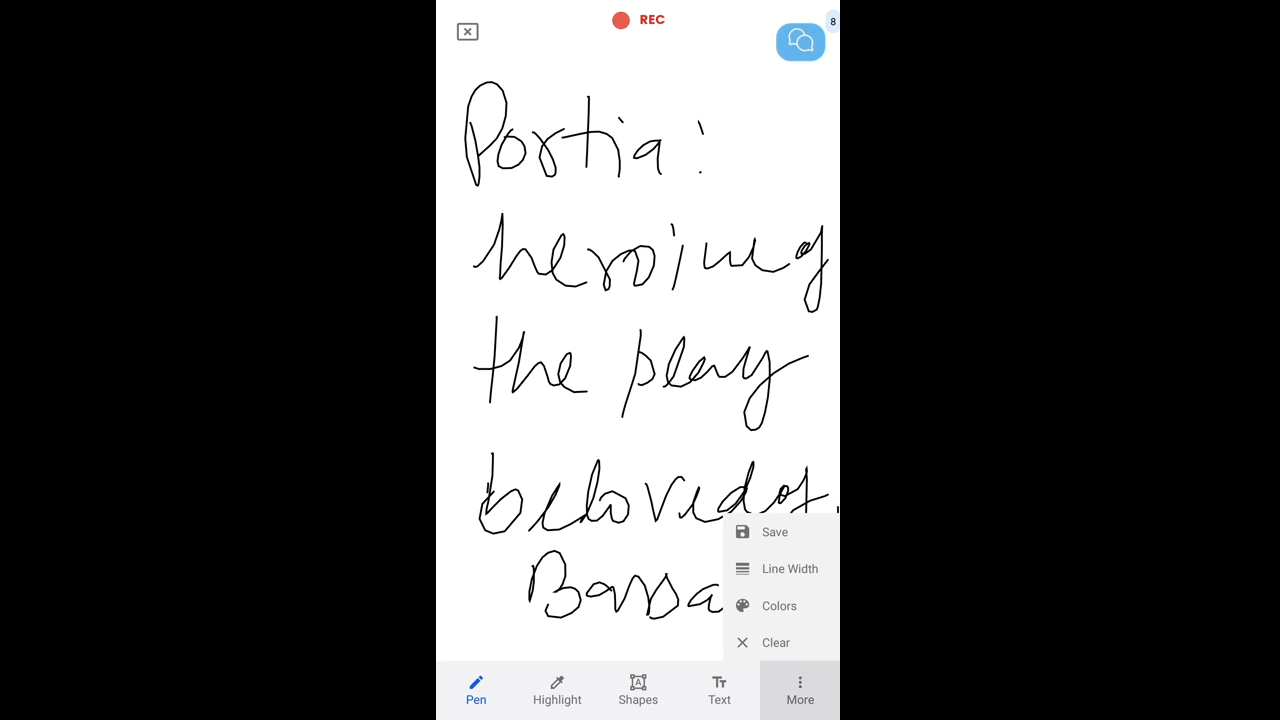 REC
8
Portia:
heroine of
the play
beloved of
Bassa
Save
Line Width
Colors
Clear
Pen
Highlight
Shapes
Text
More